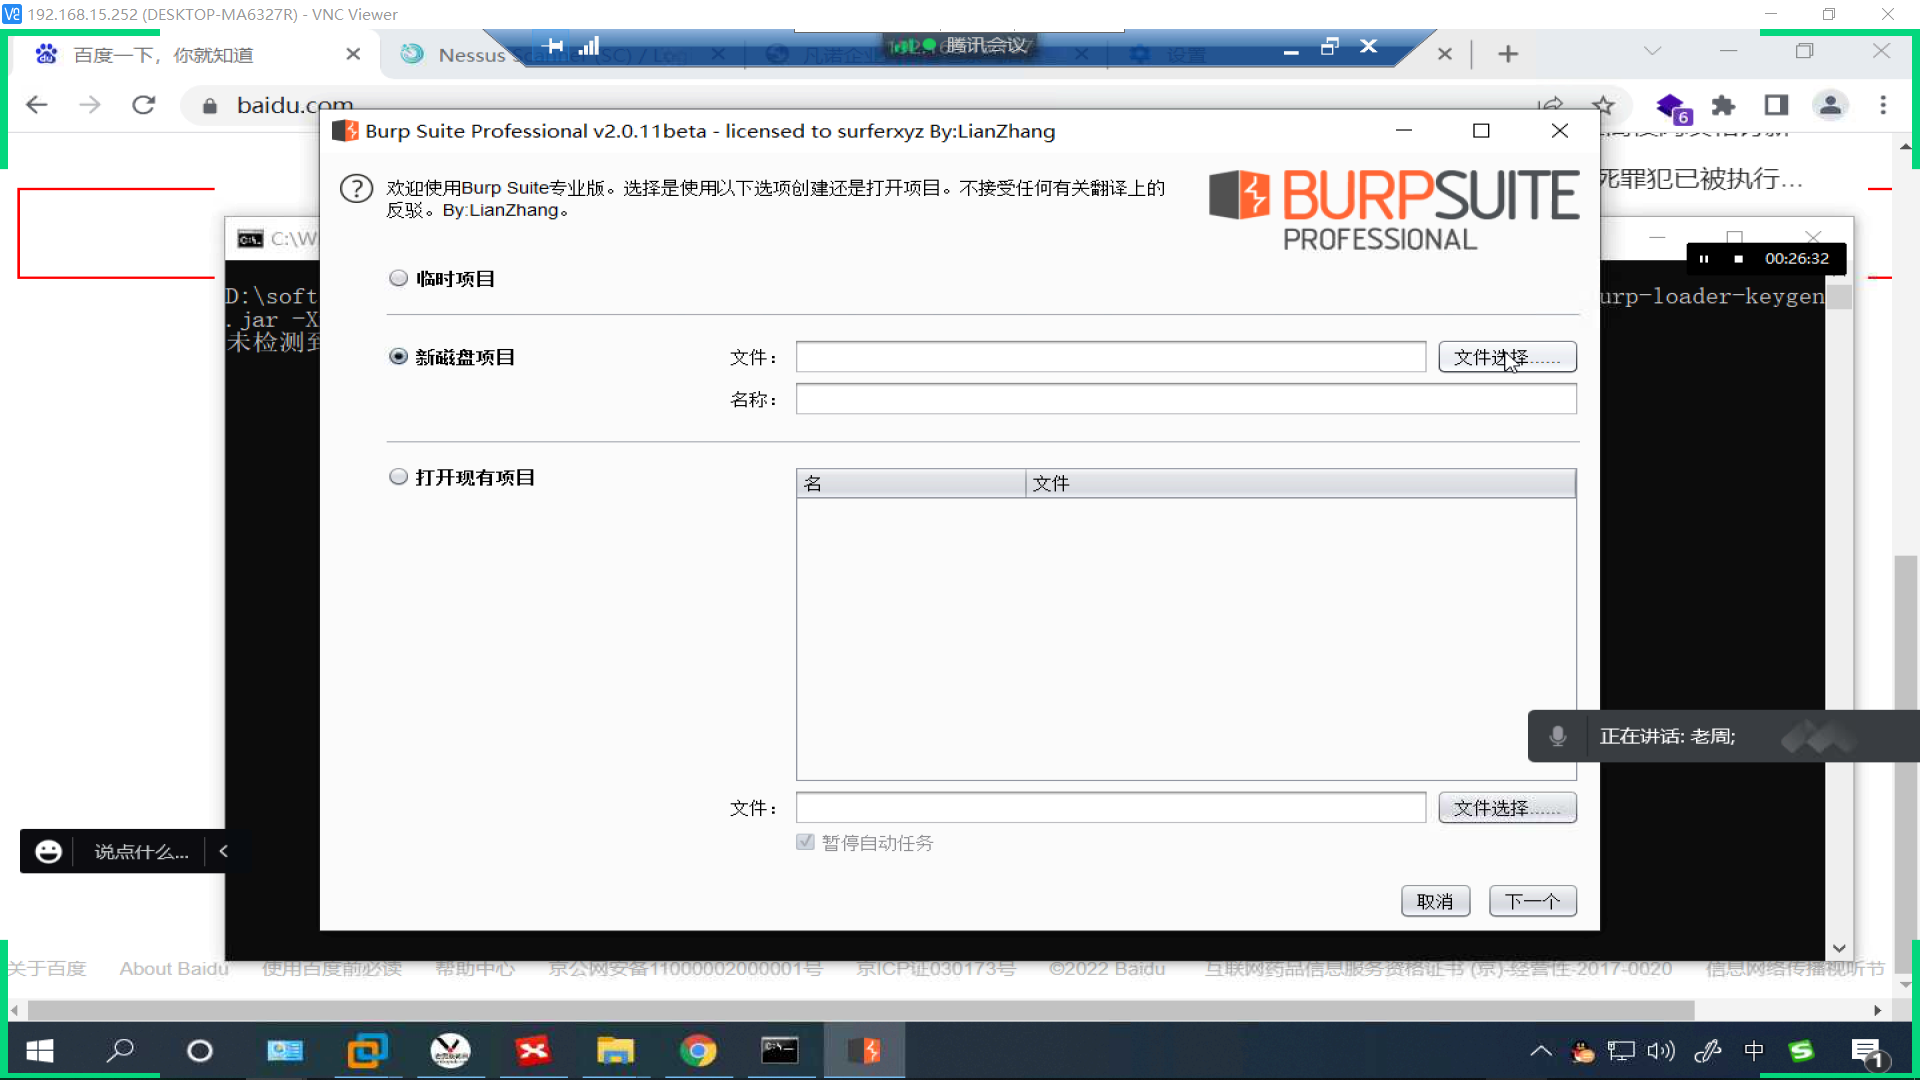 192.168.15.252 (DESKTOP-MA6327R) - VNC Viewer
百度一下，你就知道
Nessus
腾讯会议
设置
baidu.com
6
Burp Suite Professional v2.0.11beta - licensed to surferxyz By:LianZhang
欢迎使用Burp Suite专业版。选择是使用以下选项创建还是打开项目。不接受任何有关翻译上的
反驳。By:LianZhang。
BURPSUITE
PROFESSIONAL
死罪犯已被执行...
C:\W
00:26:32
临时项目
D:\soft
urp-loader-keygen
.jar -X
未检测到
新磁盘项目
文件：
文件选择......
名称：
打开现有项目
名
文件
正在讲话: 老周;
文件：
文件选择......
暂停自动任务
说点什么...
取消
下一个
关于百度
About Baidu
使用百度前必读
帮助中心
京公网安备11000002000001号
京ICP证030173号
©2022 Baidu
互联网药品信息服务资格证书 (京)-经营性-2017-0020
信息网络传播视听节
中
1